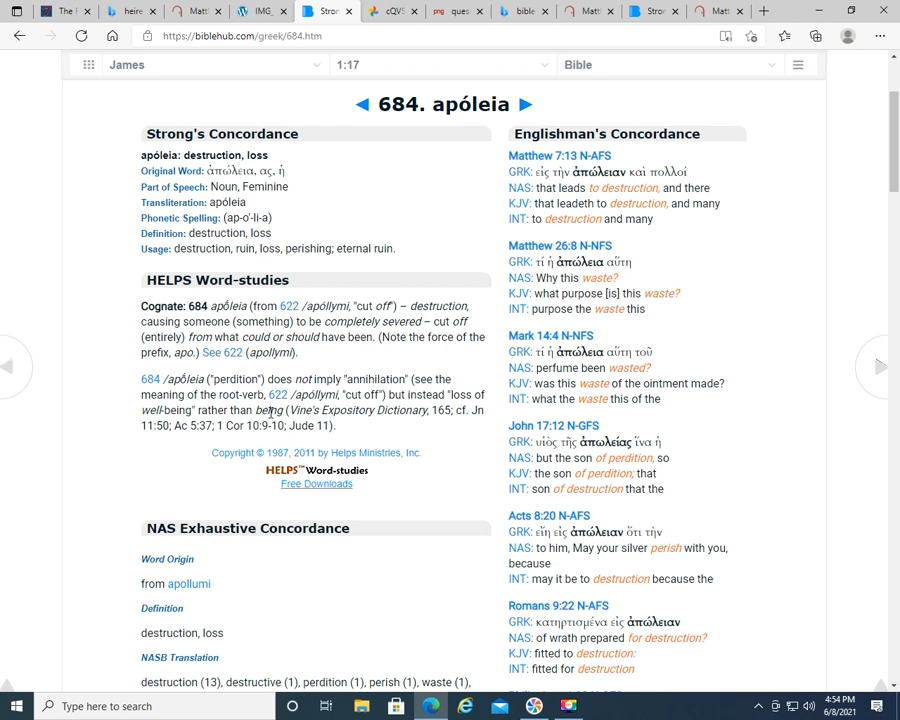 The F
heire
Matt
IMG_
Stron
cQVS
ques
bible
Matt
Stron
Matt
https://biblehub.com/greek/684.htm
James 1:17 Bible
◄ 684. apóleia ►
Strong's Concordance
apóleia: destruction, loss
Original Word: ἀπώλεια, ας, ἡ
Part of Speech: Noun, Feminine
Transliteration: apóleia
Phonetic Spelling: (ap-o'-li-a)
Definition: destruction, loss
Usage: destruction, ruin, loss, perishing; eternal ruin.
HELPS Word-studies
Cognate: 684 apṓleia (from 622 /apóllymi, "cut off") – destruction,
causing someone (something) to be completely severed – cut off
(entirely) from what could or should have been. (Note the force of the
prefix, apo.) See 622 (apollymi).
684 /apṓleia ("perdition") does not imply "annihilation" (see the
meaning of the root-verb, 622 /apóllymi, "cut off") but instead "loss of
well-being" rather than being (Vine's Expository Dictionary, 165; cf. Jn
11:50; Ac 5:37; 1 Cor 10:9-10; Jude 11).
Copyright © 1987, 2011 by Helps Ministries, Inc.
HELPS™Word-studies
Free Downloads
NAS Exhaustive Concordance
Word Origin
from apollumi
Definition
destruction, loss
NASB Translation
destruction (13), destructive (1), perdition (1), perish (1), waste (1),
Englishman's Concordance
Matthew 7:13 N-AFS
GRK: εἰς τὴν ἀπώλειαν καὶ πολλοί
NAS: that leads to destruction, and there
KJV: that leadeth to destruction, and many
INT: to destruction and many
Matthew 26:8 N-NFS
GRK: τί ἡ ἀπώλεια αὕτη
NAS: Why this waste?
KJV: what purpose [is] this waste?
INT: purpose the waste this
Mark 14:4 N-NFS
GRK: τί ἡ ἀπώλεια αὕτη τοῦ
NAS: perfume been wasted?
KJV: was this waste of the ointment made?
INT: what the waste this of the
John 17:12 N-GFS
GRK: υἱὸς τῆς ἀπωλείας ἵνα ἡ
NAS: but the son of perdition, so
KJV: the son of perdition; that
INT: son of destruction that the
Acts 8:20 N-AFS
GRK: εἴη εἰς ἀπώλειαν ὅτι τὴν
NAS: to him, May your silver perish with you,
because
INT: may it be to destruction because the
Romans 9:22 N-AFS
GRK: κατηρτισμένα εἰς ἀπώλειαν
NAS: of wrath prepared for destruction?
KJV: fitted to destruction:
INT: fitted for destruction
Type here to search
4:54 PM
6/8/2021